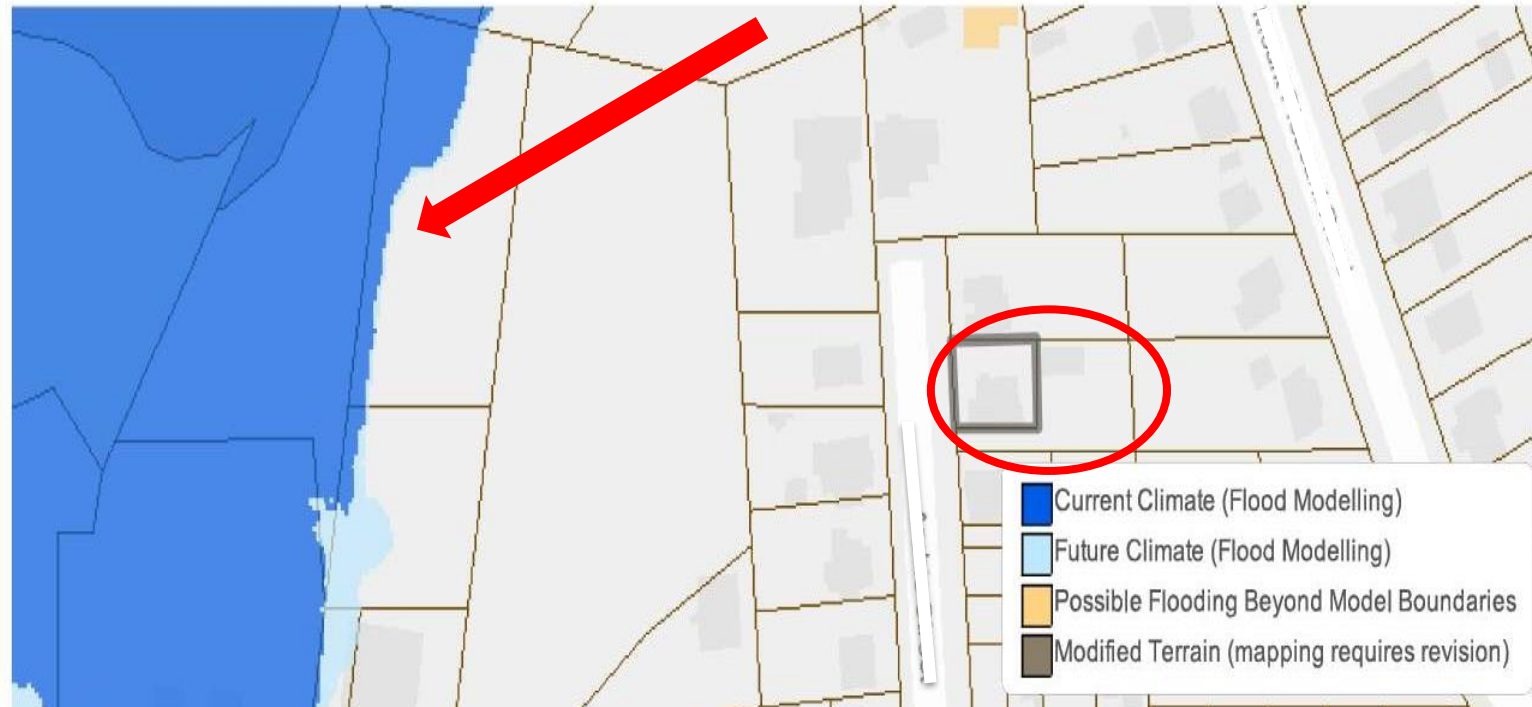 Current Climate (Flood Modelling)
Future Climate (Flood Modelling)
Possible Flooding Beyond Model Boundaries
Modified Terrain (mapping requires revision)